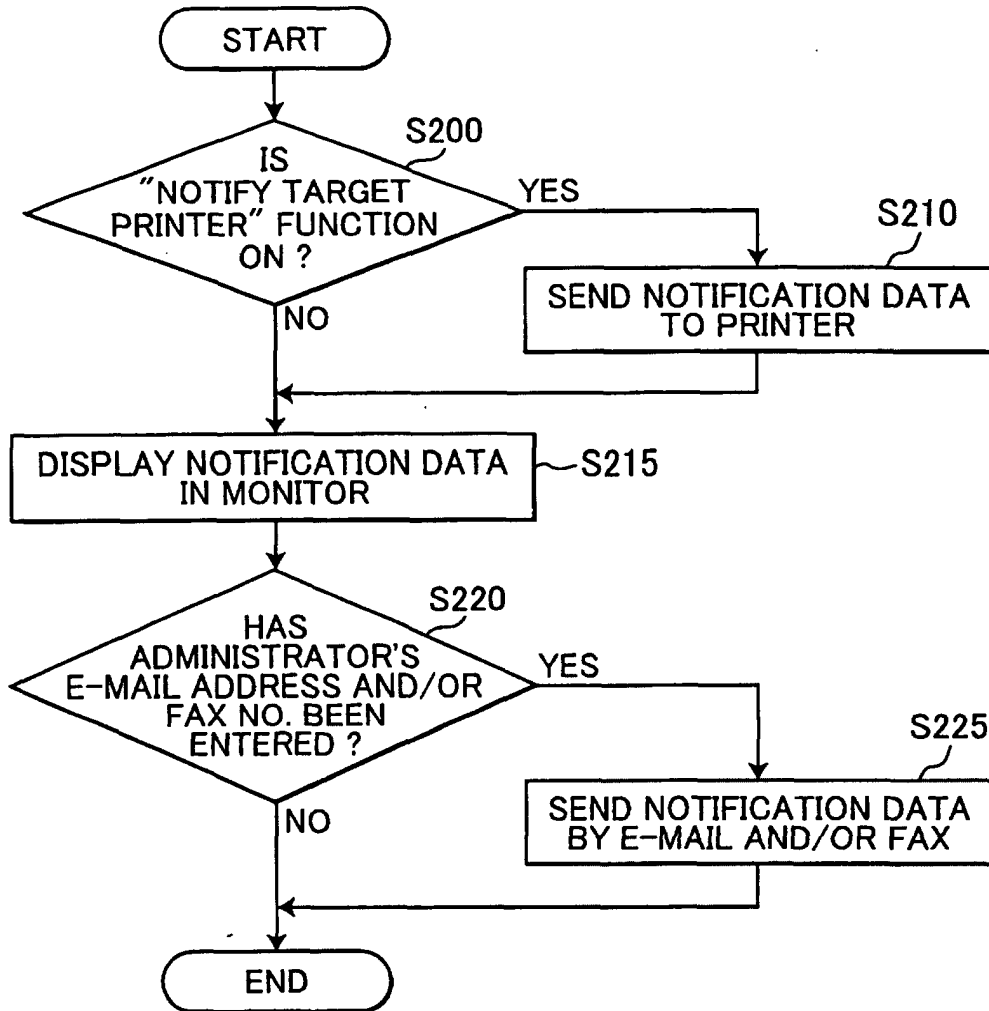 START
S200
IS
"NOTIFY TARGET
PRINTER" FUNCTION
ON ?
YES
S210
SEND NOTIFICATION DATA
TO PRINTER
NO
DISPLAY NOTIFICATION DATA
IN MONITOR
S215
S220
HAS
ADMINISTRATOR'S
E-MAIL ADDRESS AND/OR
FAX NO. BEEN
ENTERED ?
YES
S225
SEND NOTIFICATION DATA
BY E-MAIL AND/OR FAX
NO
END